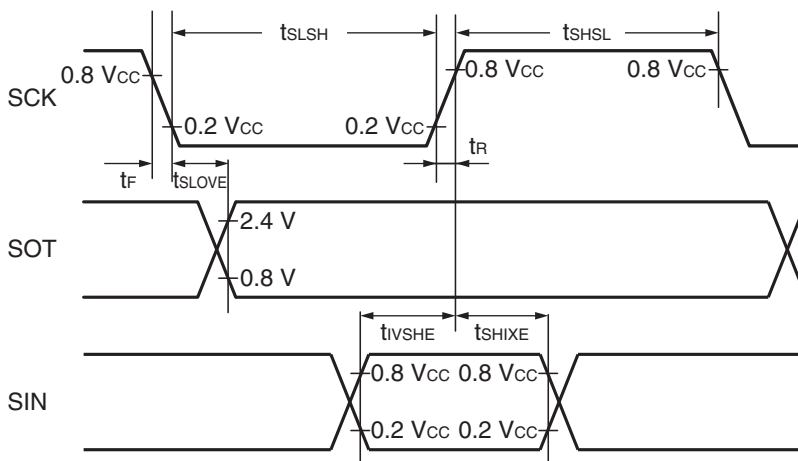 tSLSH
tSHSL
SCK
0.8 VCC
0.8 VCC
0.8 VCC
0.2 VCC
0.2 VCC
tF
tSLOVE
tR
SOT
2.4 V
0.8 V
tIVSHE
tSHIXE
SIN
0.8 VCC
0.8 VCC
0.2 VCC
0.2 VCC